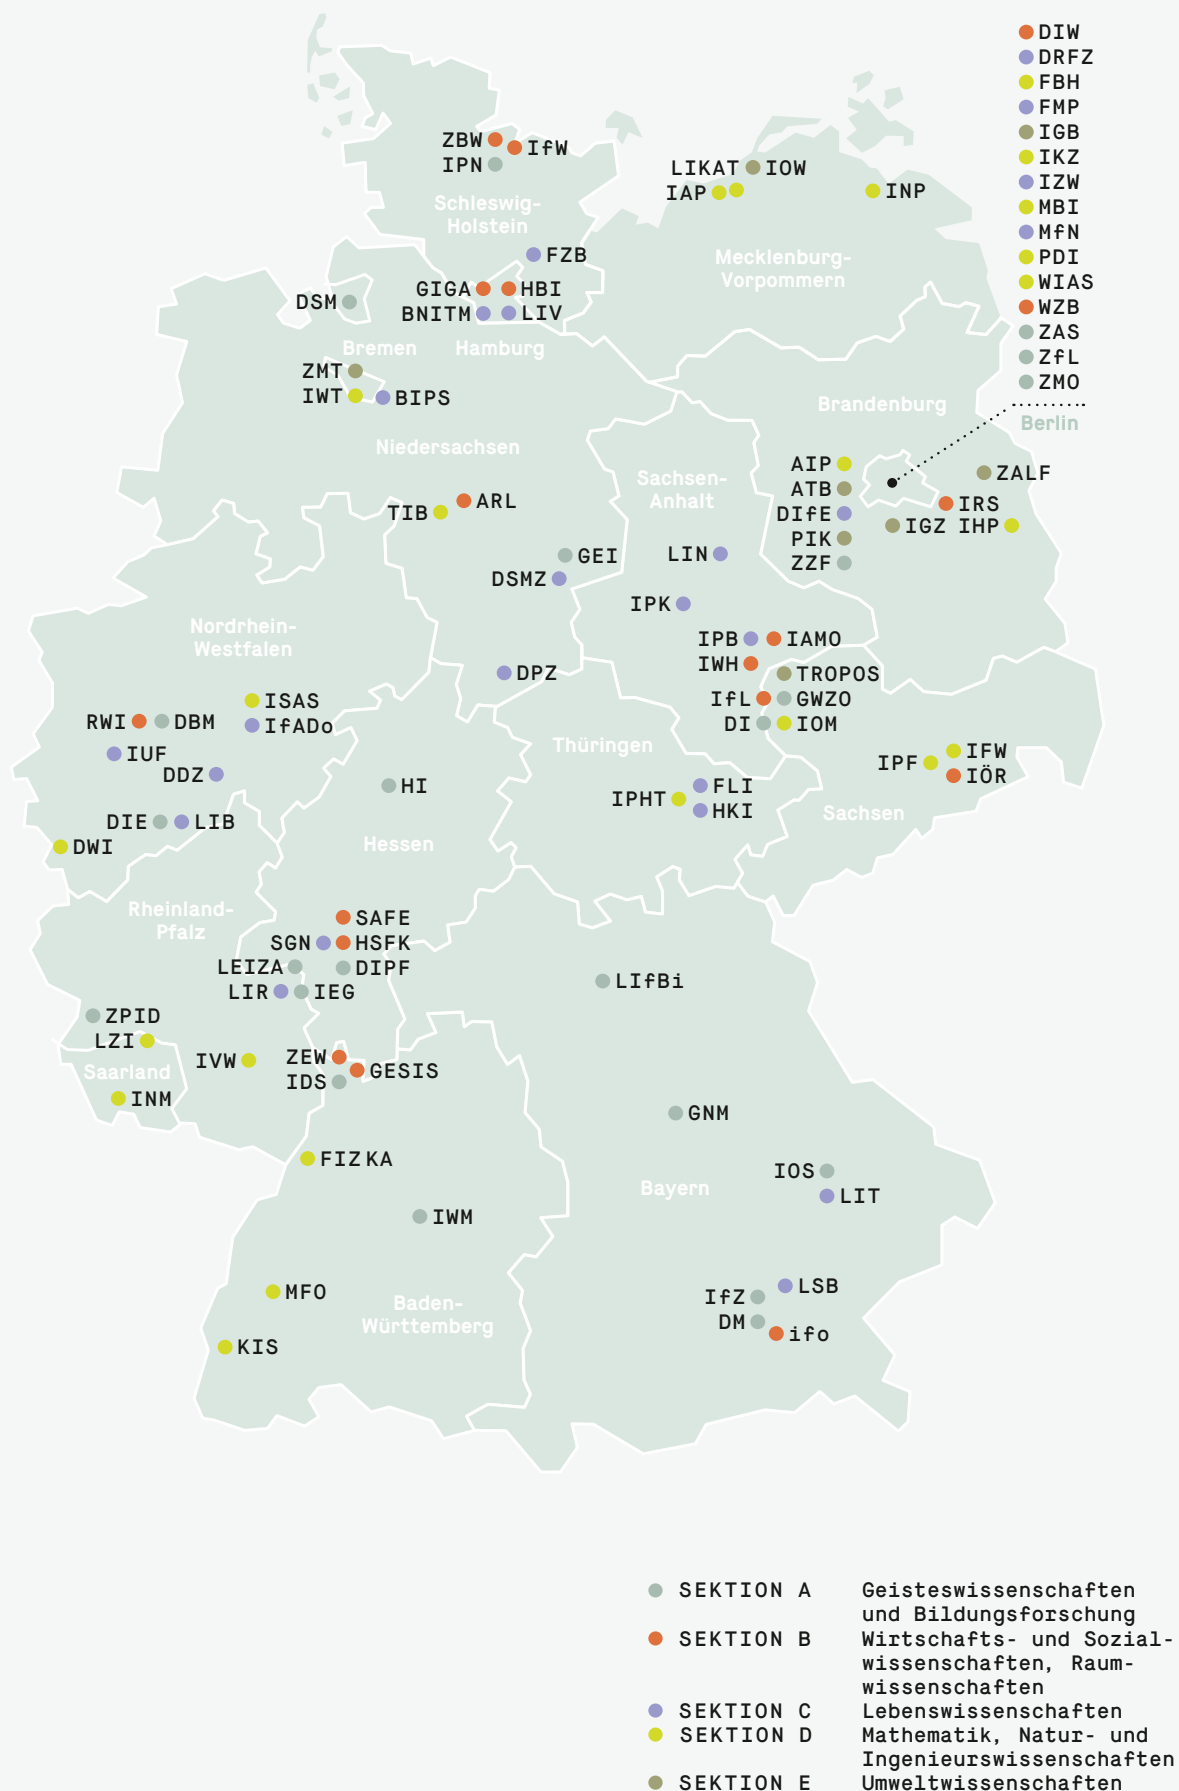 DIW
DRFZ
FBH
FMP
IGB
IKZ
IZW
MBI
MfN
PDI
WIAS
WZB
ZAS
ZfL
ZMO
Berlin
ZBW
IfW
IPN
Schleswig-
Holstein
LIKAT
IOW
IAP
INP
Mecklenburg-
Vorpommern
FZB
GIGA
HBI
BNITM
LIV
DSM
Bremen
Hamburg
ZMT
IWT
BIPS
Niedersachsen
Brandenburg
Sachsen-
Anhalt
AIP
ATB
DIfE
PIK
ZZF
ZALF
IRS
IGZ
IHP
ARL
TIB
GEI
DSMZ
LIN
IPK
IPB
IAMO
IWH
TROPOS
IfL
GWZO
DI
IOM
DPZ
Nordrhein-
Westfalen
ISAS
IfADo
RWI
DBM
IUF
DDZ
DIE
LIB
DWI
HI
Hessen
Thüringen
IPHT
FLI
HKI
IPF
IFW
IÖR
Sachsen
Rheinland-
Pfalz
SAFE
SGN
HSFK
LEIZA
DIPF
LIR
IEG
ZPID
LZI
Saarland
INM
IVW
ZEW
GESIS
IDS
LIfBi
GNM
FIZ KA
IWM
IOS
LIT
Bayern
MFO
KIS
Baden-
Württemberg
LSB
IfZ
DM
ifo
SEKTION A Geisteswissenschaften
und Bildungsforschung
SEKTION B Wirtschafts- und Sozial-
wissenschaften, Raum-
wissenschaften
SEKTION C Lebenswissenschaften
SEKTION D Mathematik, Natur- und
Ingenieurswissenschaften
SEKTION E Umweltwissenschaften